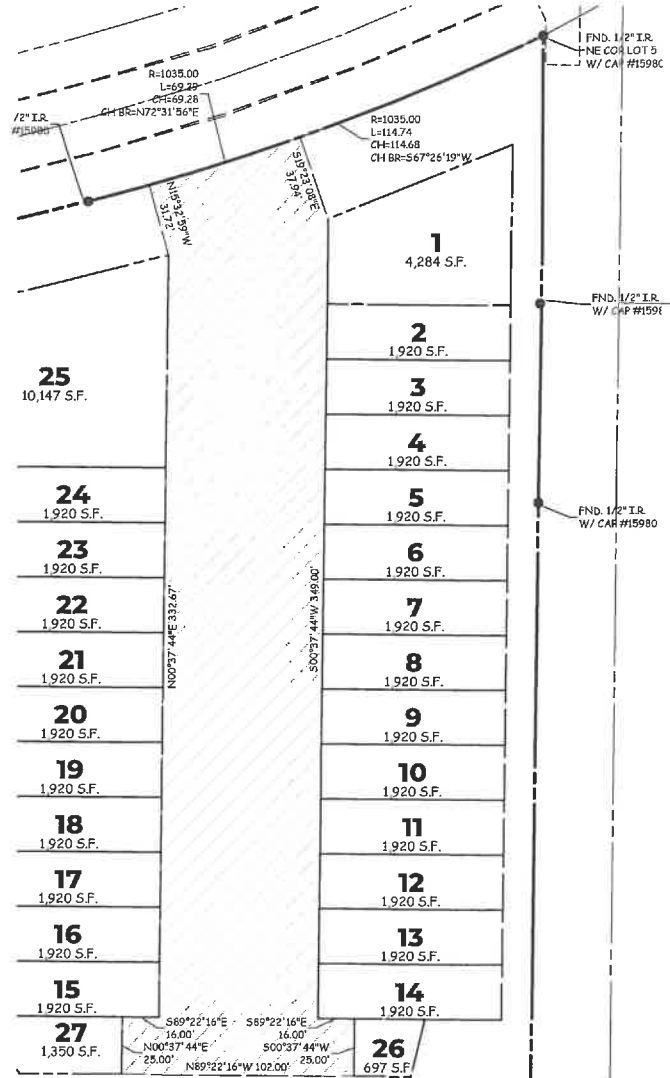 FND. 1/2" I.R.
NE COR LOT 5
W/ CAP #15980
R=1035.00
L=69.29
CH=69.28
CH BR=N72°31'56"E
/2" I.R.
#15980
R=1035.00
L=114.74
CH=114.68
CH BR=S67°26'19"W
N15°32'59"W
31.72'
S19°23'08"E
37.94'
1
4,284 S.F.
FND. 1/2" I.R.
W/ CAP #1598
2
1,920 S.F.
25
10,147 S.F.
3
1,920 S.F.
4
1,920 S.F.
24
1,920 S.F.
5
1,920 S.F.
FND. 1/2" I.R.
W/ CAP #15980
23
1,920 S.F.
6
1,920 S.F.
22
1,920 S.F.
7
1,920 S.F.
N00°37'44"E 332.67'
S00°37'44"W 349.00'
21
1,920 S.F.
8
1,920 S.F.
20
1,920 S.F.
9
1,920 S.F.
19
1,920 S.F.
10
1,920 S.F.
18
1,920 S.F.
11
1,920 S.F.
17
1,920 S.F.
12
1,920 S.F.
16
1,920 S.F.
13
1,920 S.F.
15
1,920 S.F.
14
1,920 S.F.
S89°22'16"E
16.00'
S89°22'16"E
16.00'
27
1,350 S.F.
N00°37'44"E
25.00'
S00°37'44"W
25.00'
N89°22'16"W 102.00'
26
697 S.F